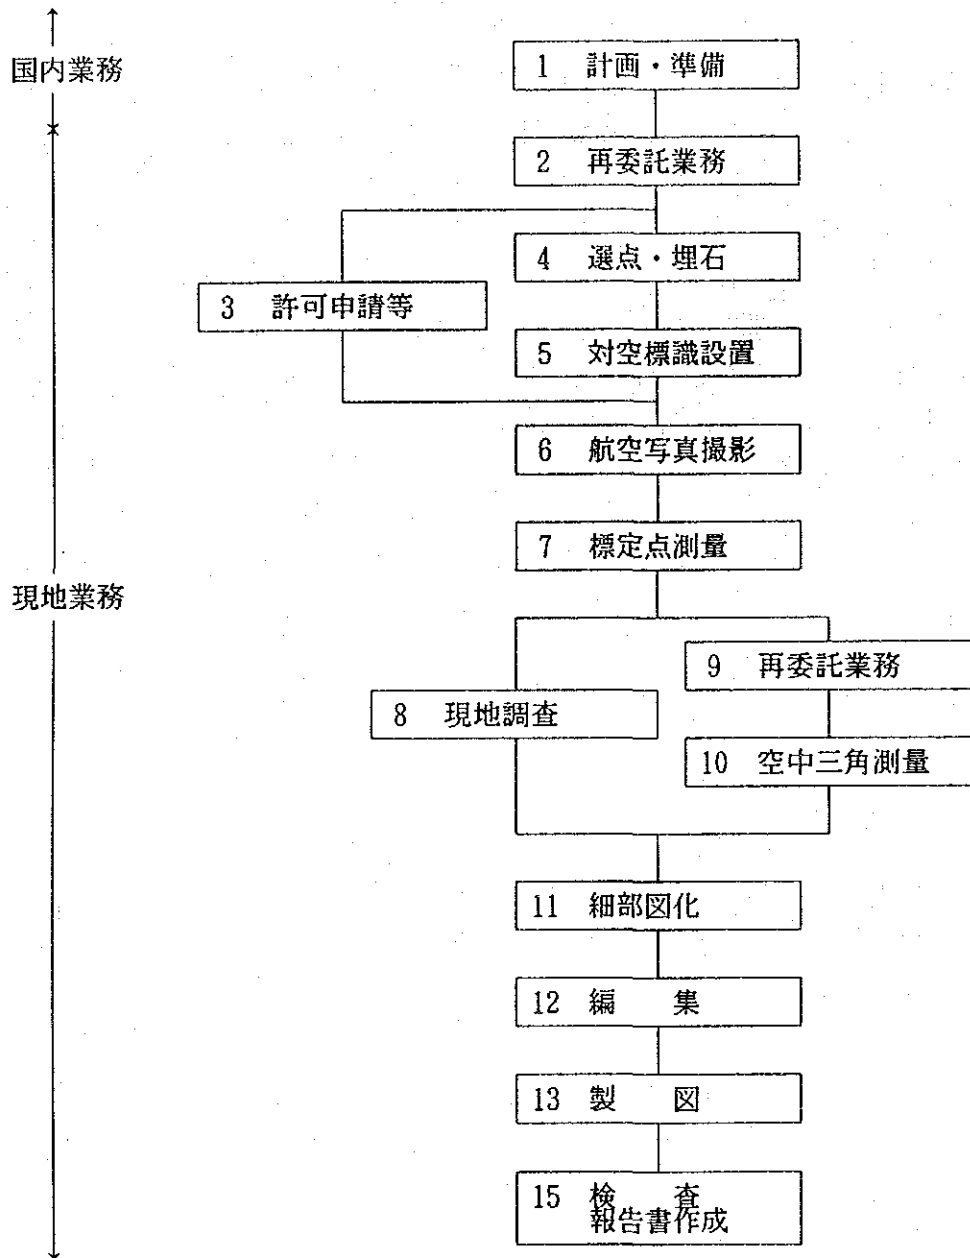 国内業務
1 計画・準備
2 再委託業務
4 選点・埋石
3 許可申請等
5 対空標識設置
6 航空写真撮影
7 標定点測量
現地業務
9 再委託業務
8 現地調査
10 空中三角測量
11 細部図化
12 編 集
13 製 図
15 検 査
報告書作成